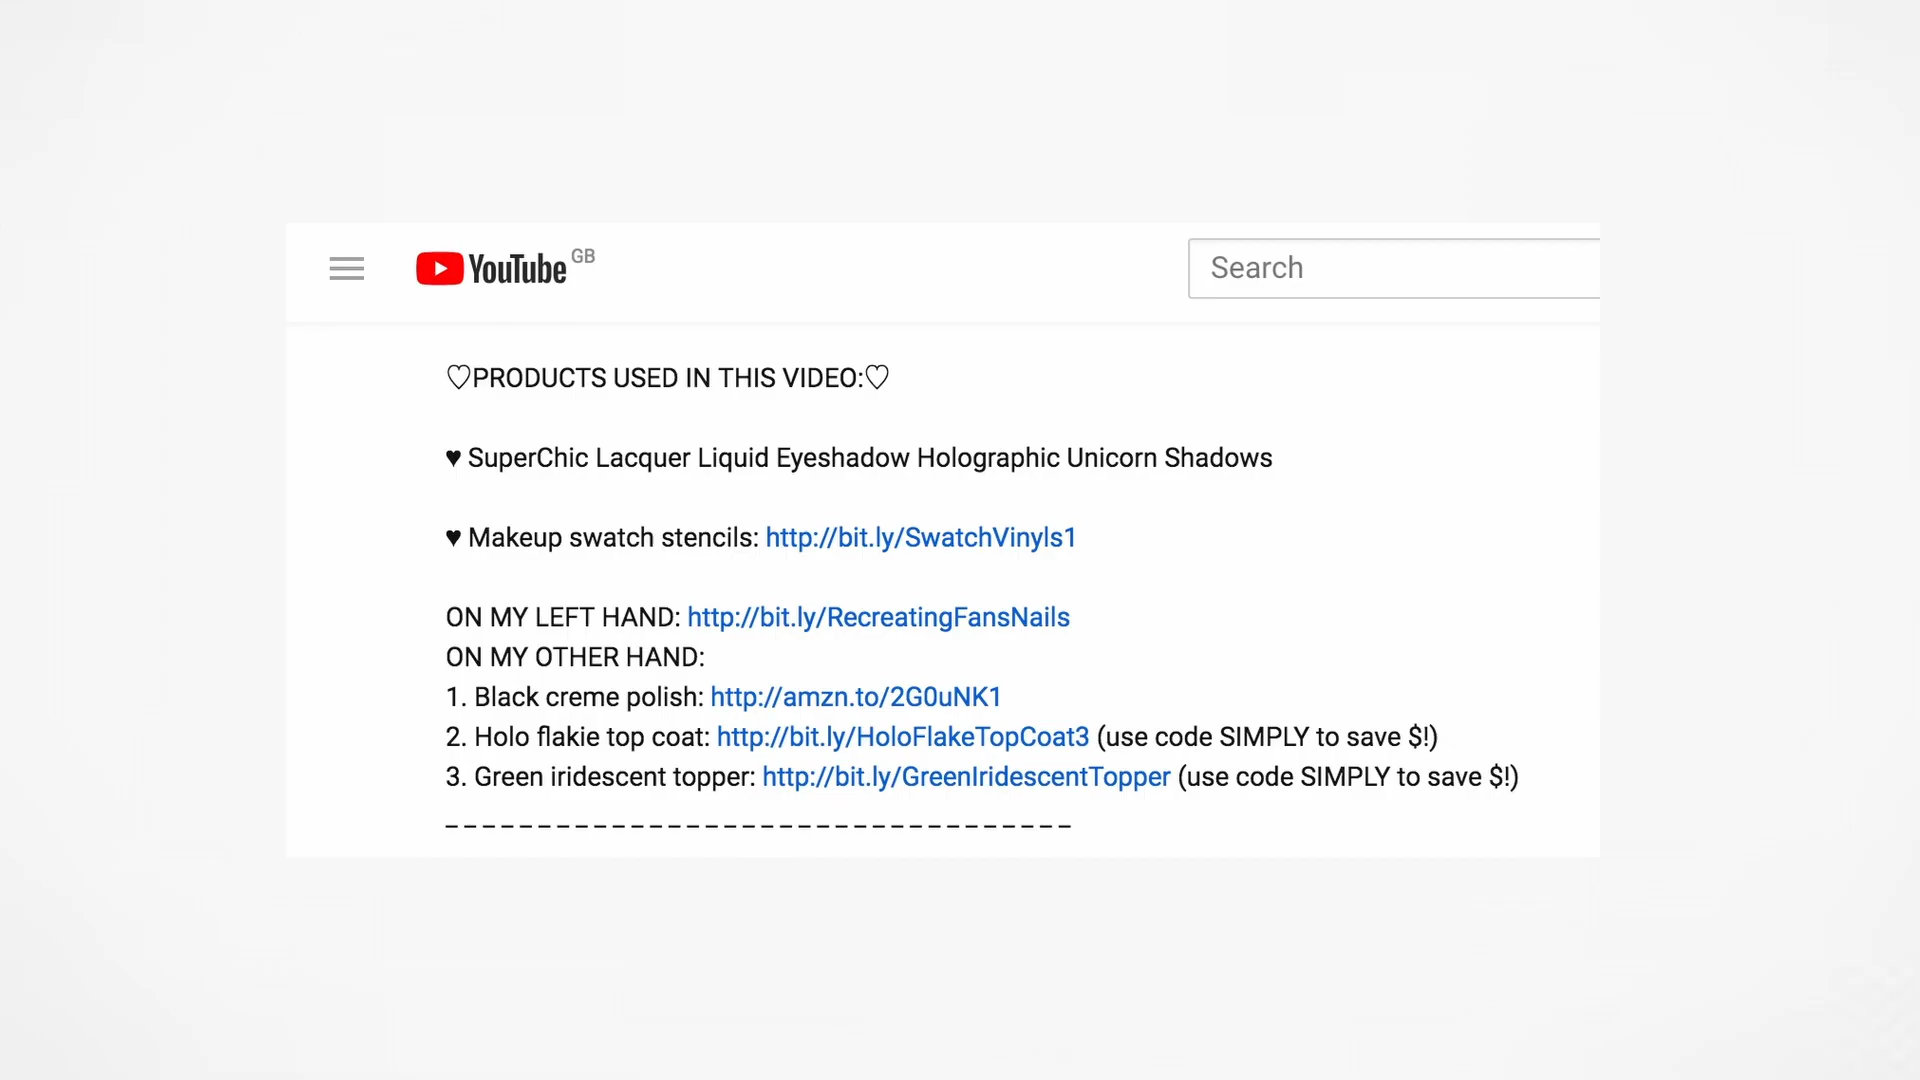 YouTube GB
Search
♡PRODUCTS USED IN THIS VIDEO:♡
♥ SuperChic Lacquer Liquid Eyeshadow Holographic Unicorn Shadows
♥ Makeup swatch stencils: http://bit.ly/SwatchVinyls1
ON MY LEFT HAND: http://bit.ly/RecreatingFansNails
ON MY OTHER HAND:
1. Black creme polish: http://amzn.to/2G0uNK1
2. Holo flakie top coat: http://bit.ly/HoloFlakeTopCoat3 (use code SIMPLY to save $!)
3. Green iridescent topper: http://bit.ly/GreenIridescentTopper (use code SIMPLY to save $!)
_ _ _ _ _ _ _ _ _ _ _ _ _ _ _ _ _ _ _ _ _ _ _ _ _ _ _ _ _ _ _ _ _ _